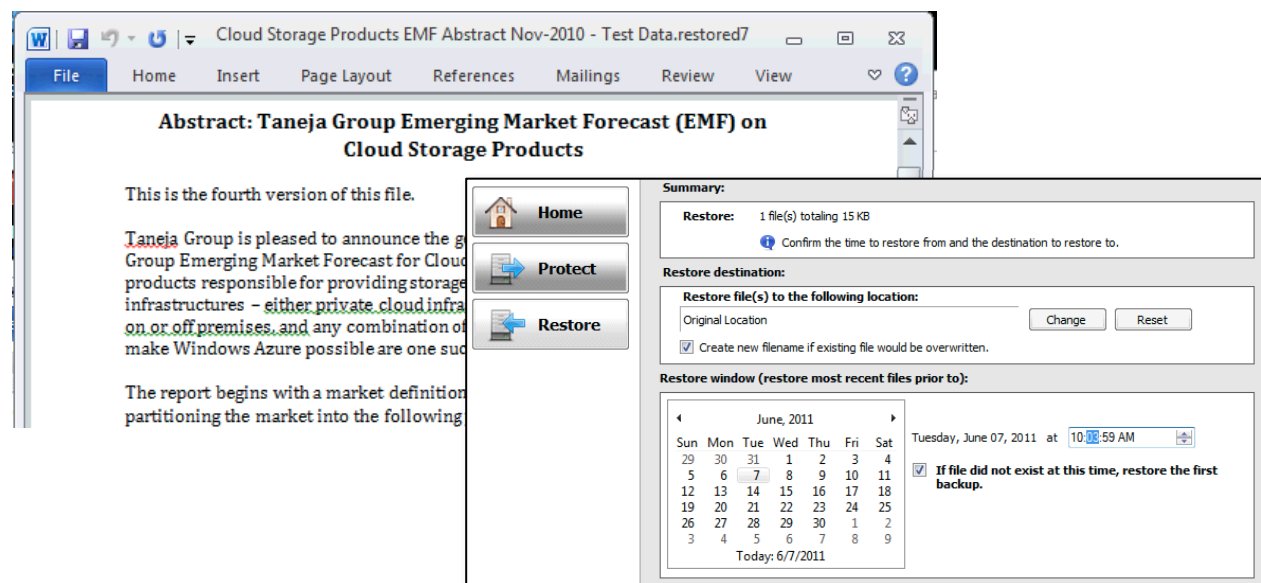 Cloud Storage Products EMF Abstract Nov-2010 - Test Data.restored7
File Home Insert Page Layout References Mailings Review View
Abstract: Taneja Group Emerging Market Forecast (EMF) on
Cloud Storage Products
This is the fourth version of this file.
Taneja Group is pleased to announce the
Group Emerging Market Forecast for Cloud
products responsible for providing storage
infrastructures – either private cloud
on or off premises, and any combination of
make Windows Azure possible are one
The report begins with a market definition
partitioning the market into the following
Home
Protect
Restore
Summary:
Restore: 1 file(s) totaling 15 KB
Confirm the time to restore from and the destination to restore to.
Restore destination:
Restore file(s) to the following location:
Original Location Change Reset
Create new filename if existing file would be overwritten.
Restore window (restore most recent files prior to):
June, 2011
Sun Mon Tue Wed Thu Fri Sat
29 30 31 1 2 3 4
5 6 7 8 9 10 11
12 13 14 15 16 17 18
19 20 21 22 23 24 25
26 27 28 29 30 1 2
3 4 5 6 7 8 9
Today: 6/7/2011
Tuesday, June 07, 2011 at 10:03:59 AM
If file did not exist at this time, restore the first
backup.